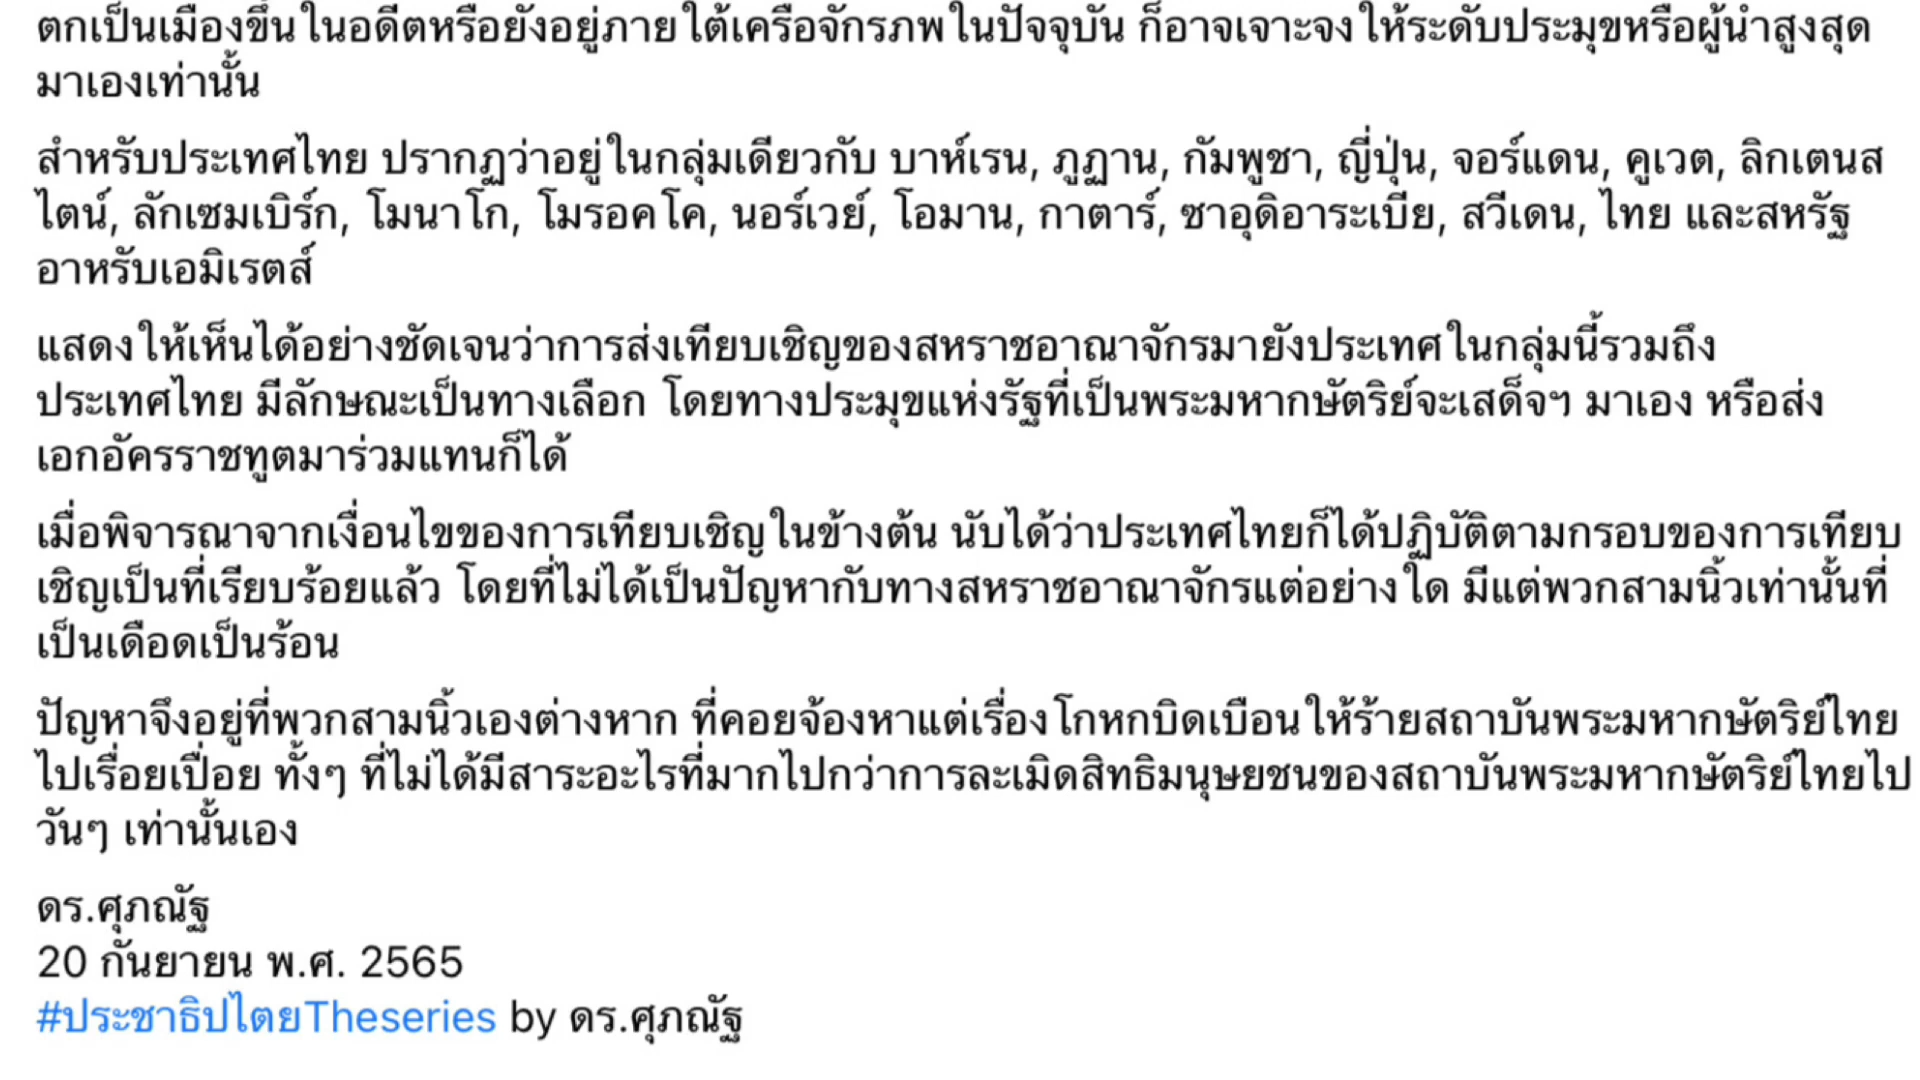 ตกเป็นเมืองขึ้นในอดีตหรือยังอยู่ภายใต้เครือจักรภพในปัจจุบัน ก็อาจเจาะจงให้ระดับประมุขหรือผู้นำสูงสุด
มาเองเท่านั้น
สำหรับประเทศไทย ปรากฏว่าอยู่ในกลุ่มเดียวกับ บาห์เรน, ภูฏาน, กัมพูชา, ญี่ปุ่น, จอร์แดน, คูเวต, ลิกเตนส
ไตน์, ลักเซมเบิร์ก, โมนาโก, โมรอคโค, นอร์เวย์, โอมาน, กาตาร์, ซาอุดิอาระเบีย, สวีเดน, ไทย และสหรัฐ
อาหรับเอมิเรตส์
แสดงให้เห็นได้อย่างชัดเจนว่าการส่งเทียบเชิญของสหราชอาณาจักรมายังประเทศในกลุ่มนี้รวมถึง
ประเทศไทย มีลักษณะเป็นทางเลือก โดยทางประมุขแห่งรัฐที่เป็นพระมหากษัตริย์จะเสด็จฯ มาเอง หรือส่ง
เอกอัครราชทูตมาร่วมแทนก็ได้
เมื่อพิจารณาจากเงื่อนไขของการเทียบเชิญในข้างต้น นับได้ว่าประเทศไทยก็ได้ปฏิบัติตามกรอบของการเทียบ
เชิญเป็นที่เรียบร้อยแล้ว โดยที่ไม่ได้เป็นปัญหากับทางสหราชอาณาจักรแต่อย่างใด มีแต่พวกสามนิ้วเท่านั้นที่
เป็นเดือดเป็นร้อน
ปัญหาจึงอยู่ที่พวกสามนิ้วเองต่างหาก ที่คอยจ้องหาแต่เรื่องโกหกบิดเบือนให้ร้ายสถาบันพระมหากษัตริย์ไทย
ไปเรื่อยเปื่อย ทั้งๆ ที่ไม่ได้มีสาระอะไรที่มากไปกว่าการละเมิดสิทธิมนุษยชนของสถาบันพระมหากษัตริย์ไทยไป
วันๆ เท่านั้นเอง
ดร.ศุภณัฐ
20 กันยายน พ.ศ. 2565
#ประชาธิปไตยTheseries by ดร.ศุภณัฐ